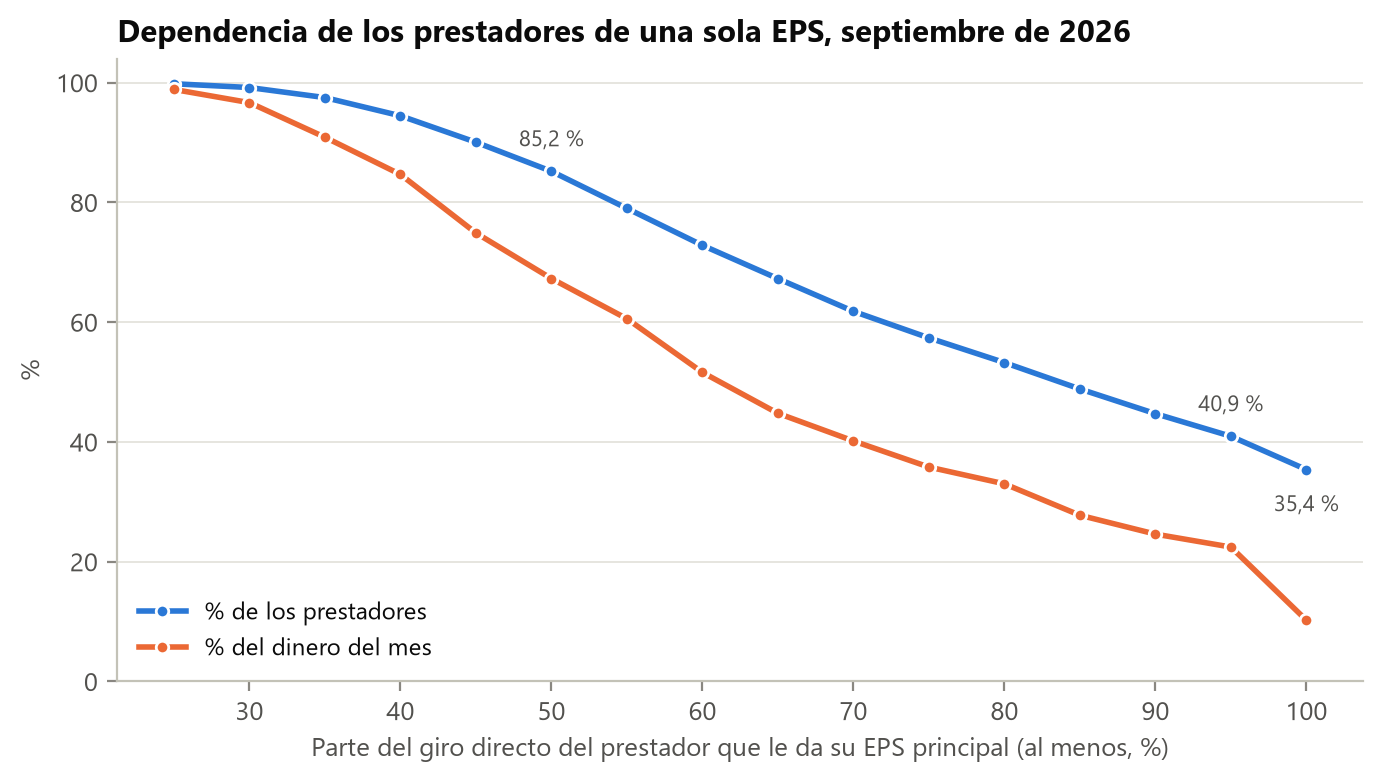 Dependencia de los prestadores de una sola EPS, septiembre de 2026
100
80
60
40
20
0
%
85,2 %
40,9 %
35,4 %
% de los prestadores
% del dinero del mes
30 40 50 60 70 80 90 100
Parte del giro directo del prestador que le da su EPS principal (al menos, %)